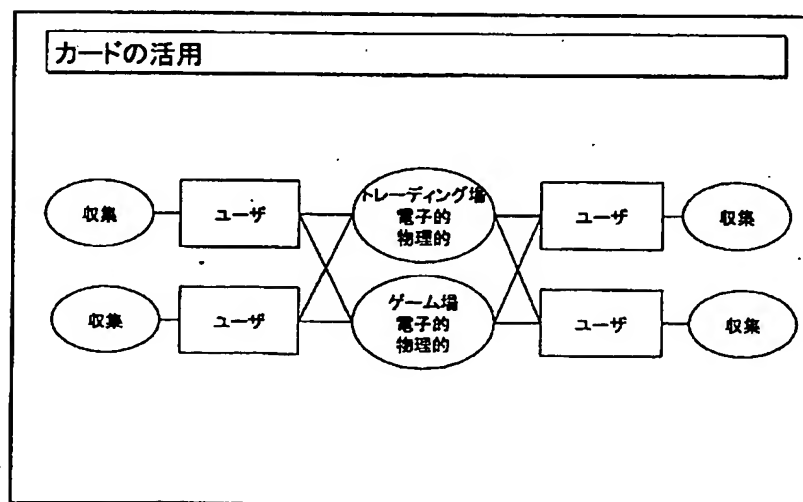 カードの活用
収集
ユーザ
トレーディング場
電子的
物理的
ユーザ
収集
収集
ユーザ
ゲーム場
電子的
物理的
ユーザ
収集